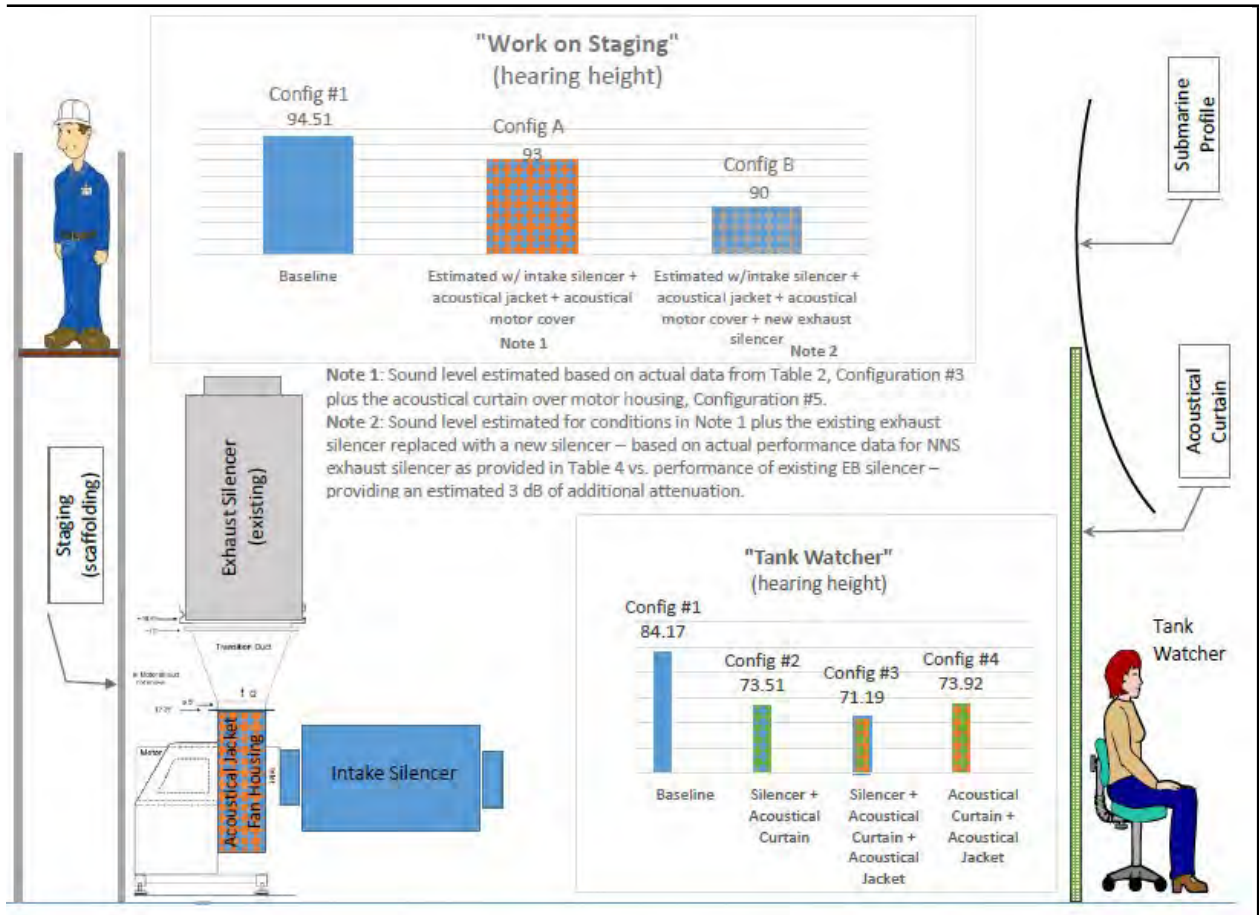 "Work on Staging"
(hearing height)
Config #1
94.51
Config A
93
Config B
90
Baseline
Estimated w/ intake silencer +
acoustical jacket + acoustical
motor cover
Note 1
Estimated w/intake silencer +
acoustical jacket + acoustical
motor cover + new exhaust
silencer
Note 2
Submarine
Profile
Note 1: Sound level estimated based on actual data from Table 2, Configuration #3
plus the acoustical curtain over motor housing, Configuration #5.
Note 2: Sound level estimated for conditions in Note 1 plus the existing exhaust
silencer replaced with a new silencer – based on actual performance data for NNS
exhaust silencer as provided in Table 4 vs. performance of existing EB silencer –
providing an estimated 3 dB of additional attenuation.
Acoustical
Curtain
Staging
(scaffolding)
Exhaust Silencer
(existing)
Transition Duct
Motor
Acoustical Jacket
Fan Housing
Intake Silencer
"Tank Watcher"
(hearing height)
Config #1
84.17
Config #2
73.51
Config #3
71.19
Config #4
73.92
Baseline
Silencer +
Acoustical
Curtain
Silencer +
Acoustical
Curtain +
Acoustical
Jacket
Acoustical
Curtain +
Acoustical
Jacket
Tank
Watcher